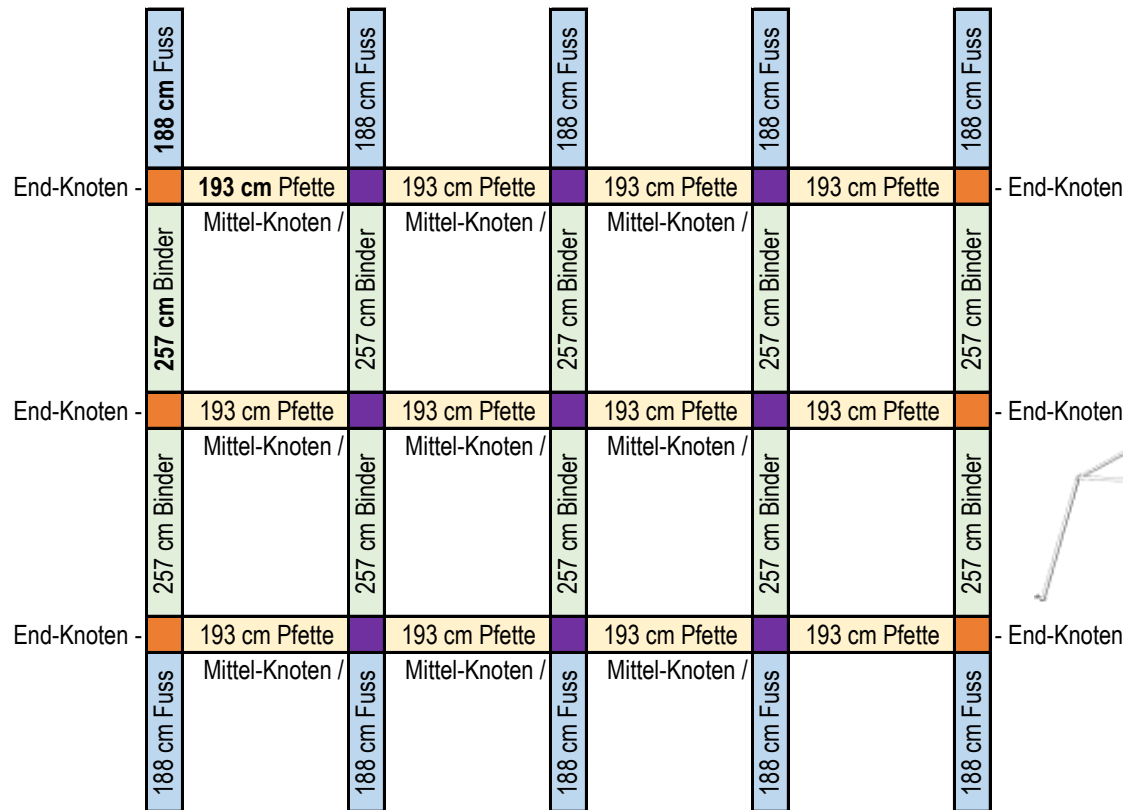 188 cm Fuss
188 cm Fuss
188 cm Fuss
188 cm Fuss
188 cm Fuss
End-Knoten -
193 cm Pfette
193 cm Pfette
193 cm Pfette
193 cm Pfette
- End-Knoten
Mittel-Knoten /
Mittel-Knoten /
Mittel-Knoten /
257 cm Binder
257 cm Binder
257 cm Binder
257 cm Binder
257 cm Binder
End-Knoten -
193 cm Pfette
193 cm Pfette
193 cm Pfette
193 cm Pfette
- End-Knoten
Mittel-Knoten /
Mittel-Knoten /
Mittel-Knoten /
257 cm Binder
257 cm Binder
257 cm Binder
257 cm Binder
257 cm Binder
End-Knoten -
193 cm Pfette
193 cm Pfette
193 cm Pfette
193 cm Pfette
- End-Knoten
Mittel-Knoten /
Mittel-Knoten /
Mittel-Knoten /
188 cm Fuss
188 cm Fuss
188 cm Fuss
188 cm Fuss
188 cm Fuss